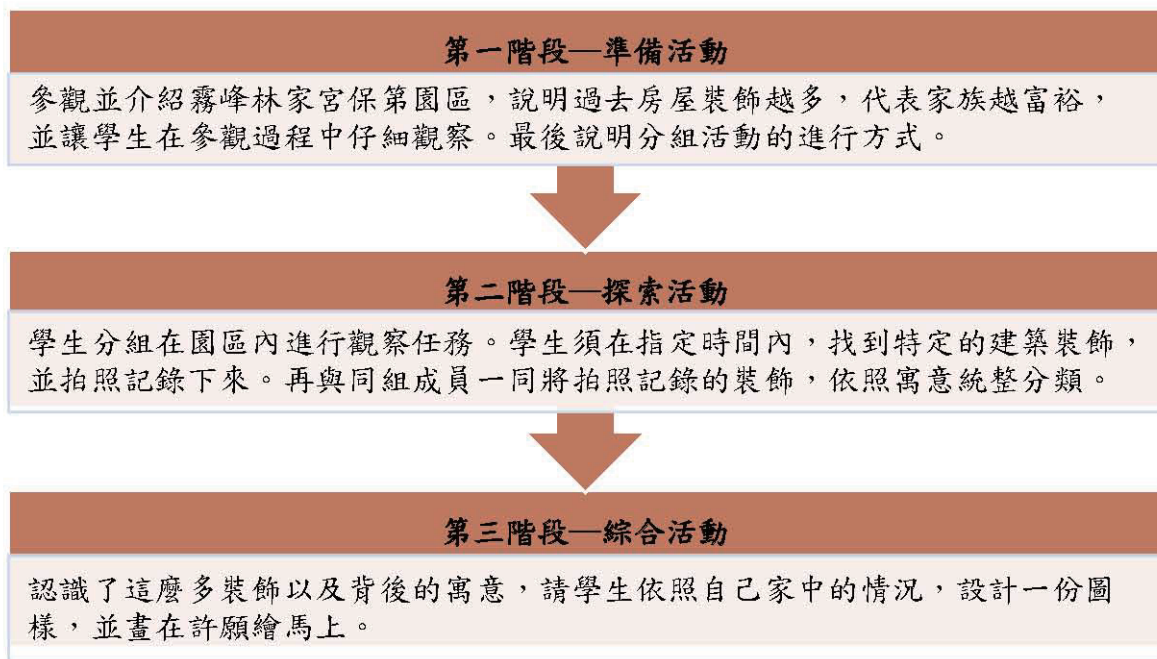 第一階段—準備活動
參觀並介紹霧峰林家宮保第園區，說明過去房屋裝飾越多，代表家族越富裕，
並讓學生在參觀過程中仔細觀察。最後說明分組活動的進行方式。
第二階段—探索活動
學生分組在園區內進行觀察任務。學生須在指定時間內，找到特定的建築裝飾，
並拍照記錄下來。再與同組成員一同將拍照記錄的裝飾，依照寓意統整分類。
第三階段—綜合活動
認識了這麼多裝飾以及背後的寓意，請學生依照自己家中的情況，設計一份圖
樣，並畫在許願繪馬上。